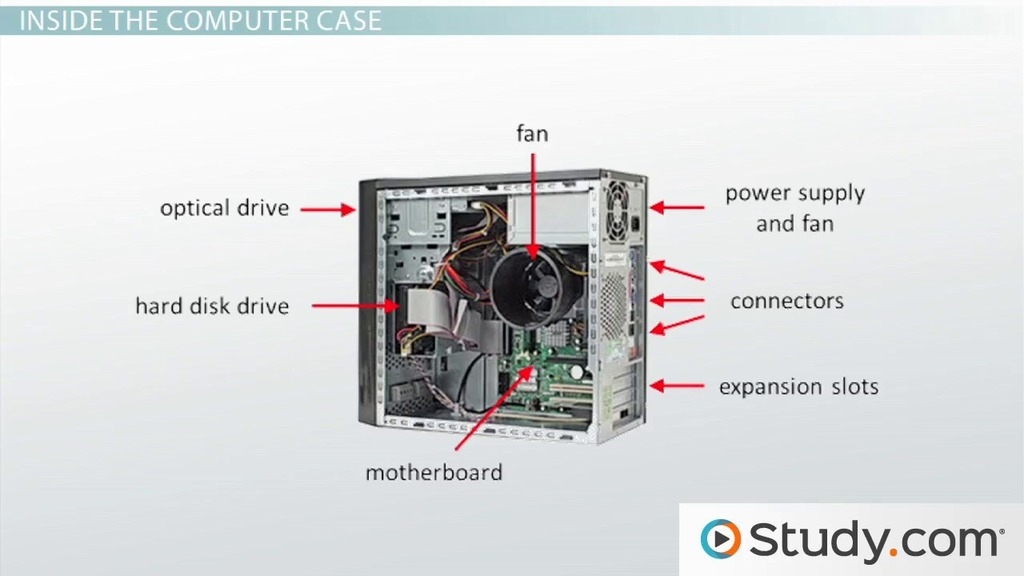 INSIDE THE COMPUTER CASE
fan
optical drive
power supply
and fan
hard disk drive
connectors
expansion slots
motherboard
Study.com®